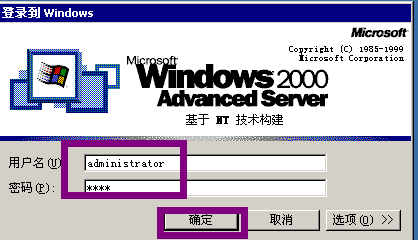 登录到 Windows
Microsoft
Copyright (C) 1985-1999
Microsoft Corporation
Microsoft
Windows 2000
Advanced Server
基于 NT 技术构建
用户名(U) administrator
密码(P): ****
确定 取消 选项(O) >>